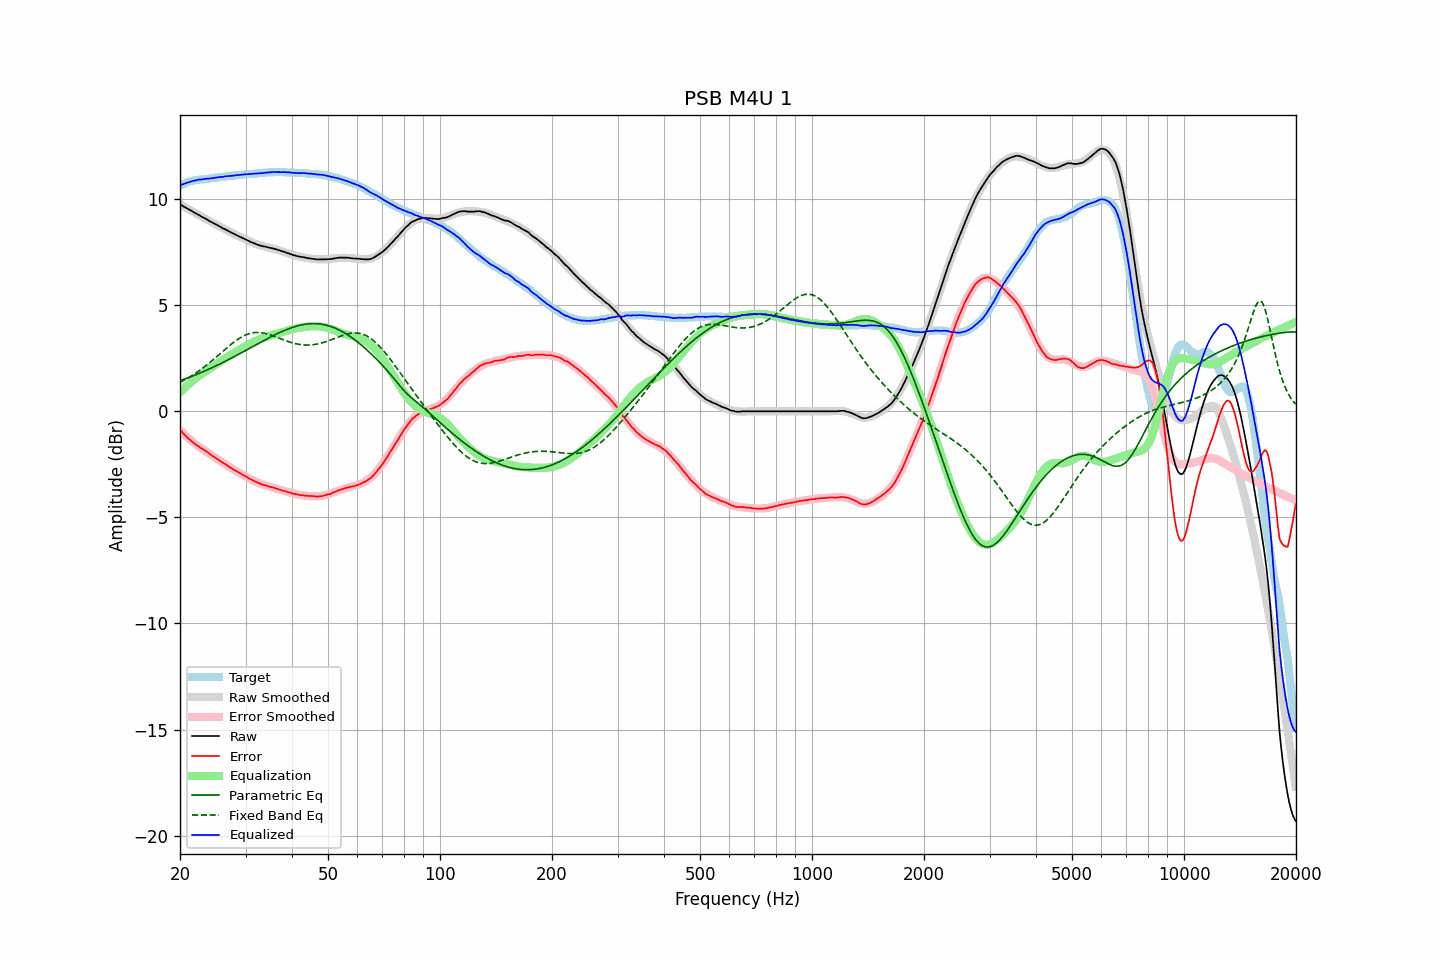 PSB M4U 1
Amplitude (dBr)
10
5
0
−5
−10
−15
−20
Target
Raw Smoothed
Error Smoothed
Raw
Error
Equalization
Parametric Eq
Fixed Band Eq
Equalized
20 50 100 200 500 1000 2000 5000 10000 20000
Frequency (Hz)